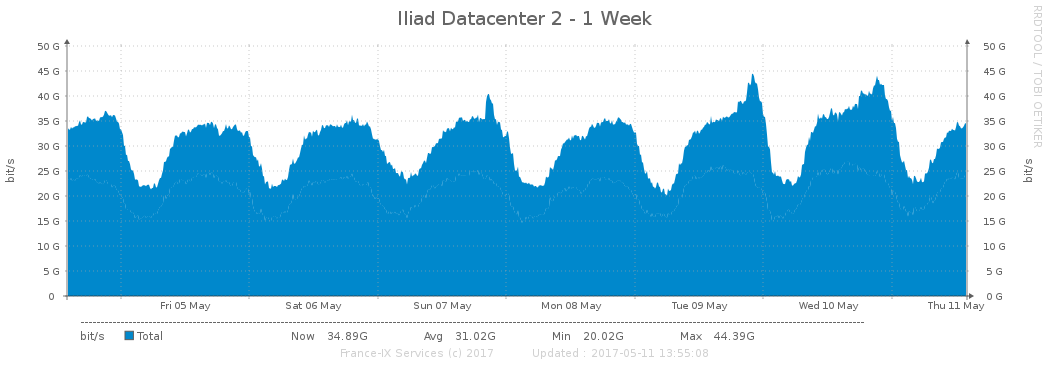 Iliad Datacenter 2 - 1 Week
RRDTOOL / TOBI OETIKER
50 G 50 G
45 G 45 G
40 G 40 G
35 G 35 G
30 G 30 G
25 G 25 G
20 G 20 G
15 G 15 G
10 G 10 G
5 G 5 G
0 0 G
bit/s bit/s
Fri 05 May Sat 06 May Sun 07 May Mon 08 May Tue 09 May Wed 10 May Thu 11 May
bit/s Total Now 34.89G Avg 31.02G Min 20.02G Max 44.39G
France-IX Services (c) 2017 Updated : 2017-05-11 13:55:08